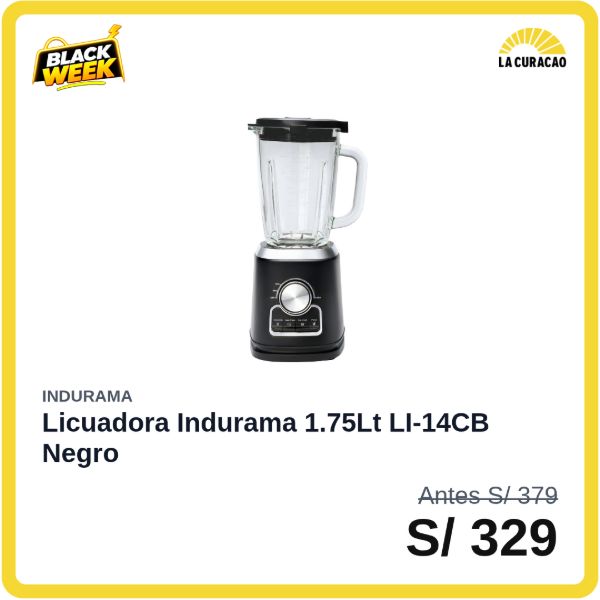 BLACK
WEEK
LA CURACAO
INDURAMA
Licuadora Indurama 1.75Lt LI-14CB
Negro
Antes S/ 379
S/ 329